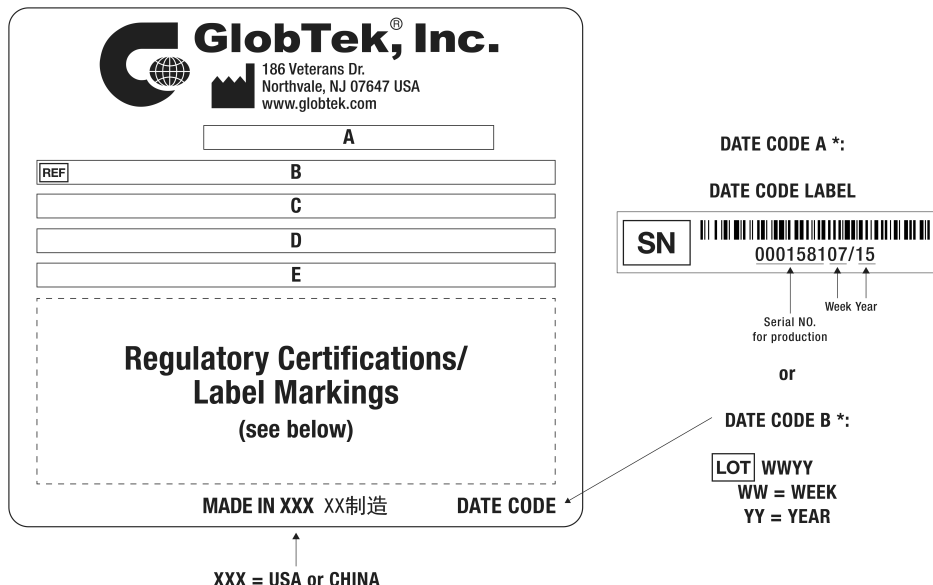 GlobTek, Inc.®
186 Veterans Dr.
Northvale, NJ 07647 USA
www.globtek.com
A
REF B
C
D
E
Regulatory Certifications/
Label Markings
(see below)
MADE IN XXX XX制造 DATE CODE
XXX = USA or CHINA
DATE CODE A *:
DATE CODE LABEL
SN
000158107/15
Week Year
Serial NO.
for production
or
DATE CODE B *:
LOT WWYY
WW = WEEK
YY = YEAR